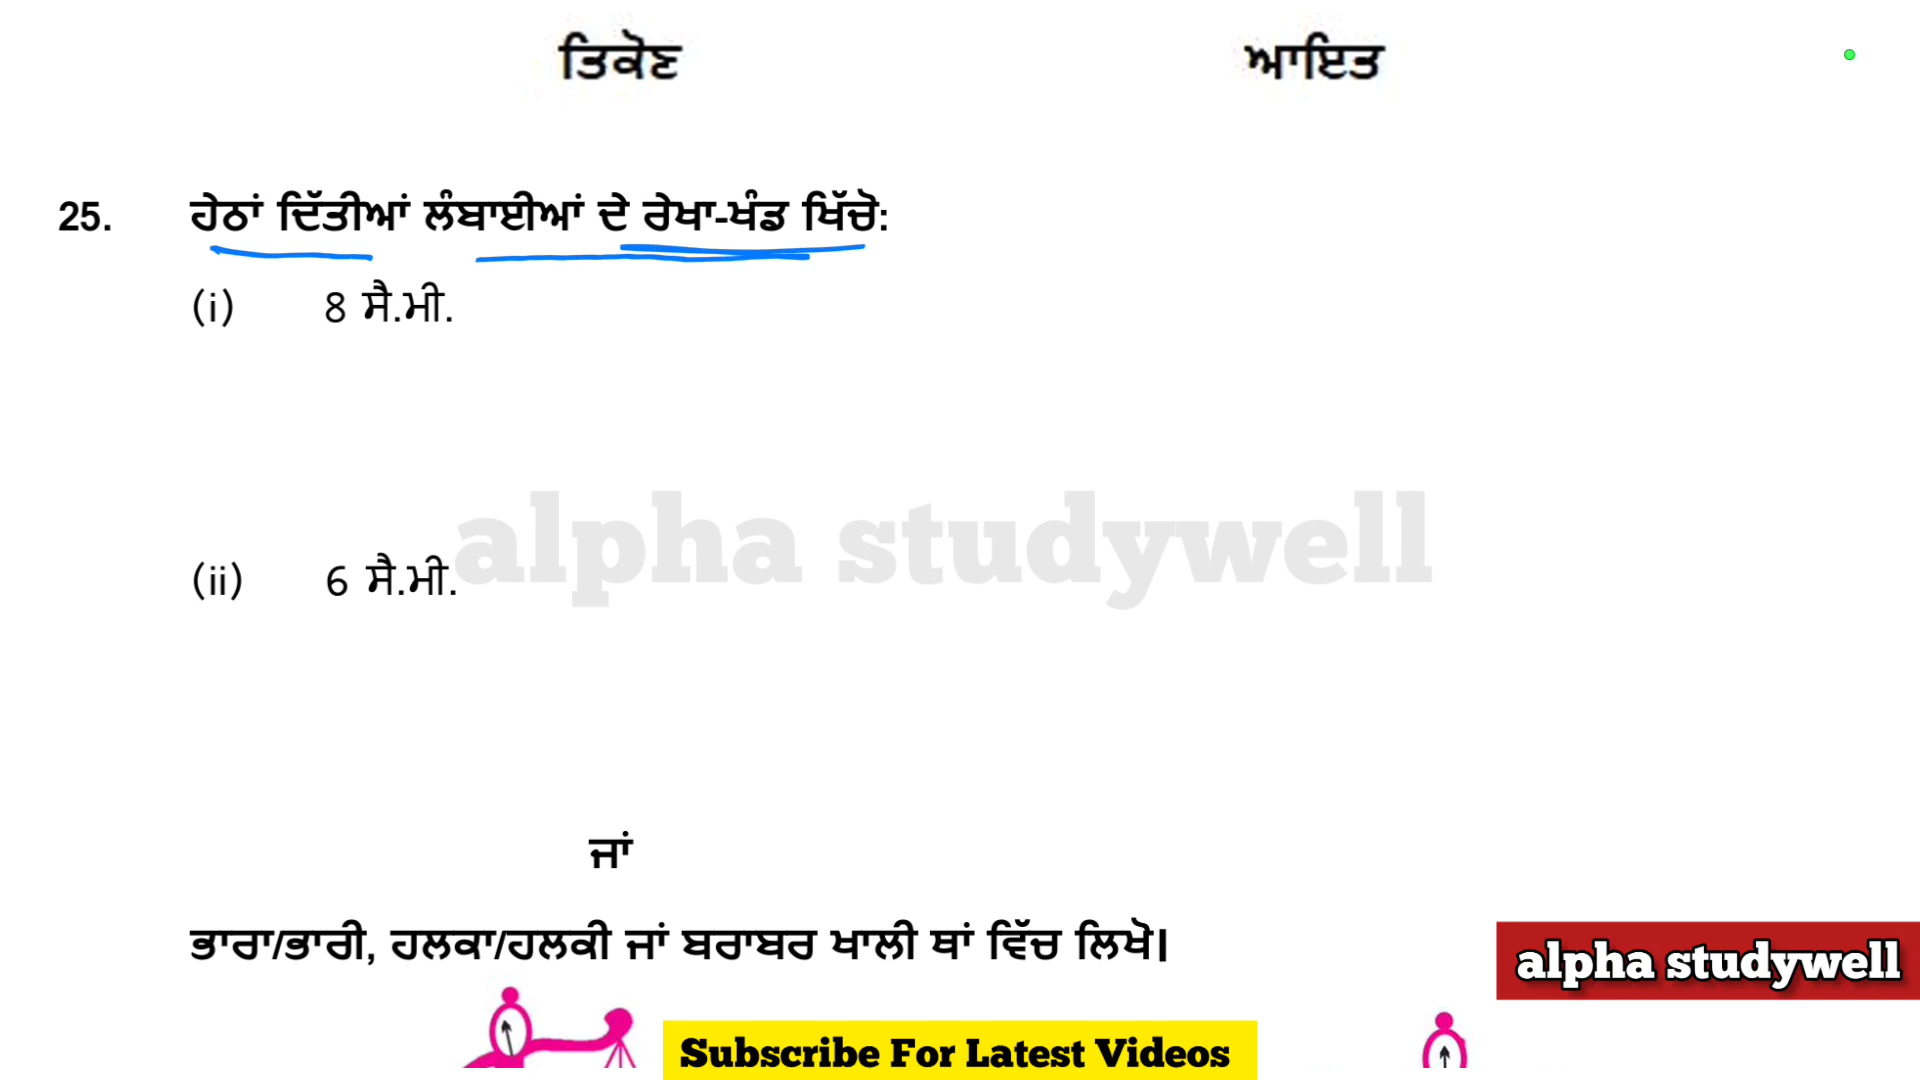 ਤਿਕੋਣ ਆਇਤ
25. ਹੇਠਾਂ ਦਿੱਤੀਆਂ ਲੰਬਾਈਆਂ ਦੇ ਰੇਖਾ-ਖੰਡ ਖਿੱਚੋ:
(i) 8 ਸੈ.ਮੀ.
alpha studywell
(ii) 6 ਸੈ.ਮੀ.
ਜਾਂ
ਭਾਰਾ/ਭਾਰੀ, ਹਲਕਾ/ਹਲਕੀ ਜਾਂ ਬਰਾਬਰ ਖਾਲੀ ਥਾਂ ਵਿੱਚ ਲਿਖੋ।
alpha studywell
Subscribe For Latest Videos